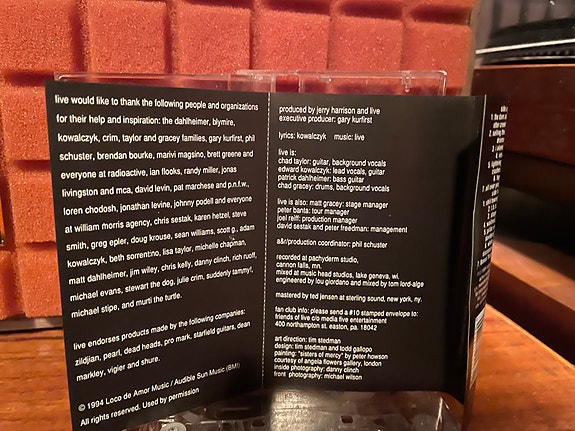 live would like to thank the following people and organizations
for their help and inspiration: the dahlheimer, blymire,
kowalczyk, crim, taylor and gracey families, gary kurfirst, phil
schuster, brendan bourke, marivi magsino, brett greene and
everyone at radioactive, ian flooks, randy miller, jonas
livingston and mca, david levin, pat marchese and p.n.f.w.,
loren chodosh, jonathan levine, johnny podell and everyone
at william morris agency, chris sestak, karen hetzel, steve
smith, greg epler, doug krouse, sean williams, scott g., adam
kowalczyk, beth sorrentino, lisa taylor, michelle chapman,
matt dahlheimer, jim wiley, chris kelly, danny clinch, rich ruoff,
michael evans, stewart the dog, julie crim, suddenly tammy!,
michael stipe, and murti the turtle.
live endorses products made by the following companies:
zildjian, pearl, dead heads, pro mark, starfield guitars, dean
markley, vigier and shure.
© 1994 Loco de Amor Music / Audible Sun Music (BMI)
All rights reserved. Used by permission
produced by jerry harrison and live
executive producer: gary kurfirst
lyrics: kowalczyk music: live
live is:
chad taylor: guitar, background vocals
edward kowalczyk: lead vocals, guitar
patrick dahlheimer: bass guitar
chad gracey: drums, background vocals
live is also: matt gracey: stage manager
peter banta: tour manager
joel reiff: production manager
david sestak and peter freedman: management
a&r/production coordinator: phil schuster
recorded at pachyderm studio,
cannon falls, mn.
mixed at music head studios, lake geneva, wi.
engineered by lou giordano and mixed by tom lord-alge
mastered by ted jensen at sterling sound, new york, ny.
fan club info: please send a #10 stamped envelope to:
friends of live c/o media five entertainment
400 northampton st. easton, pa. 18042
art direction: tim stedman
design: tim stedman and todd gallopo
painting: "sisters of mercy" by peter howson
courtesy of angela flowers gallery, london
inside photography: danny clinch
front photography: michael wilson